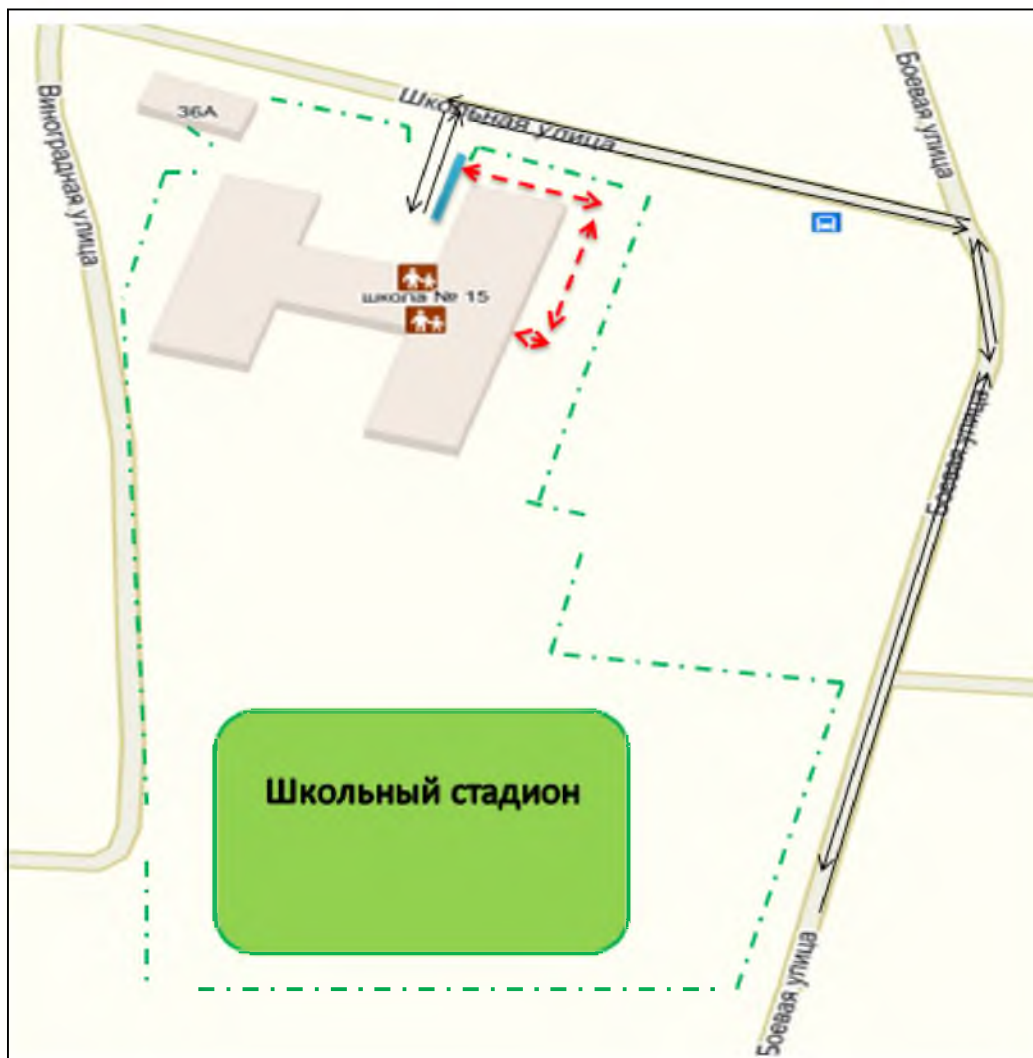 Боевая улица
Виноградная улица
36А
Школьная улица
школа № 15
Боевая улица
Школьный стадион
Боевая улица